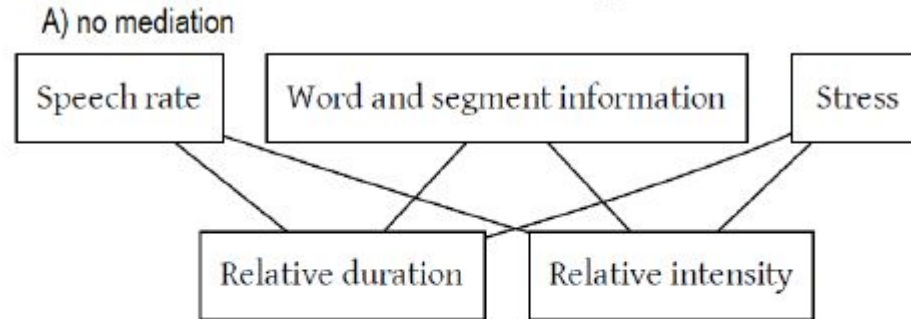 A) no mediation
Speech rate
Word and segment information
Stress
Relative duration
Relative intensity